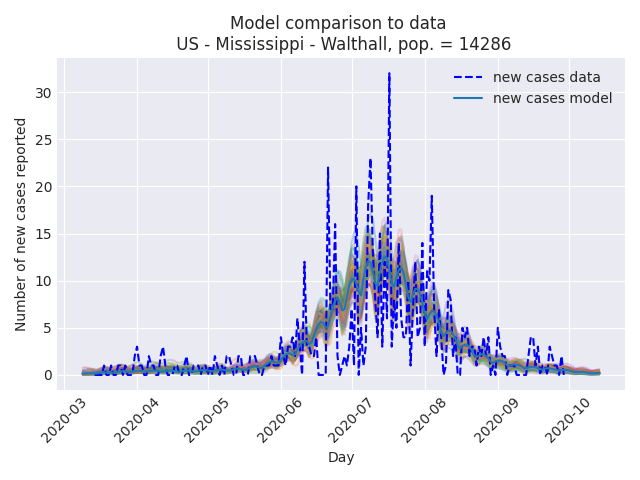 Model comparison to data
US - Mississippi - Walthall, pop. = 14286
new cases data
new cases model
Number of new cases reported
30
25
20
15
10
5
0
2020-03
2020-04
2020-05
2020-06
2020-07
2020-08
2020-09
2020-10
Day